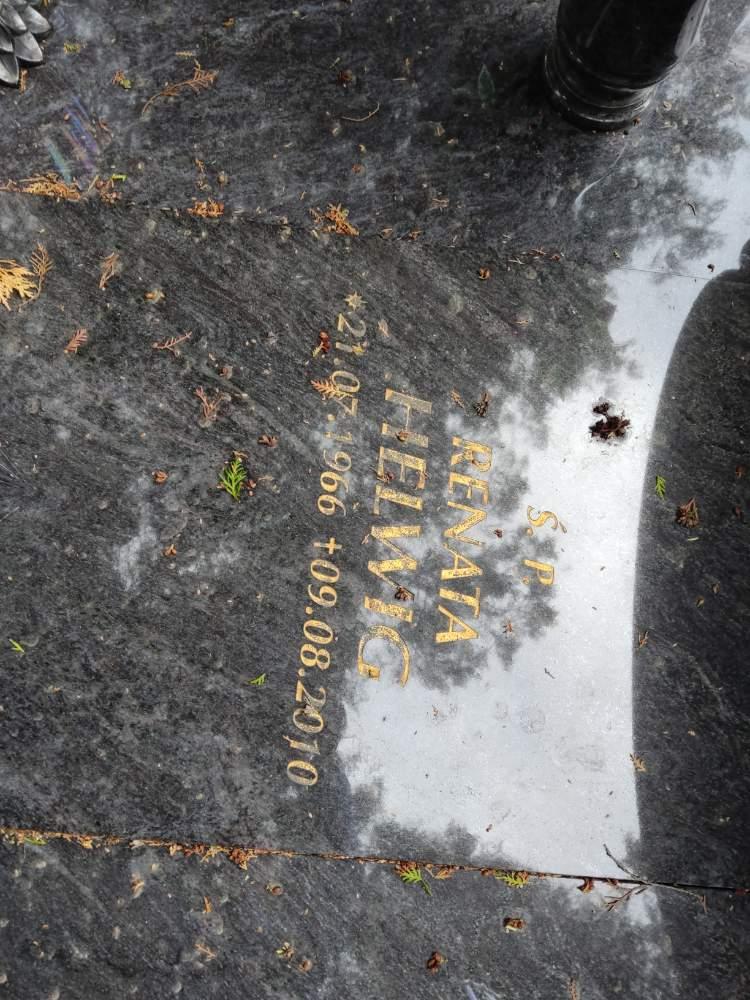 Ś. P.
RENATA
HELWIG
*21.07.1966 +09.08.2010